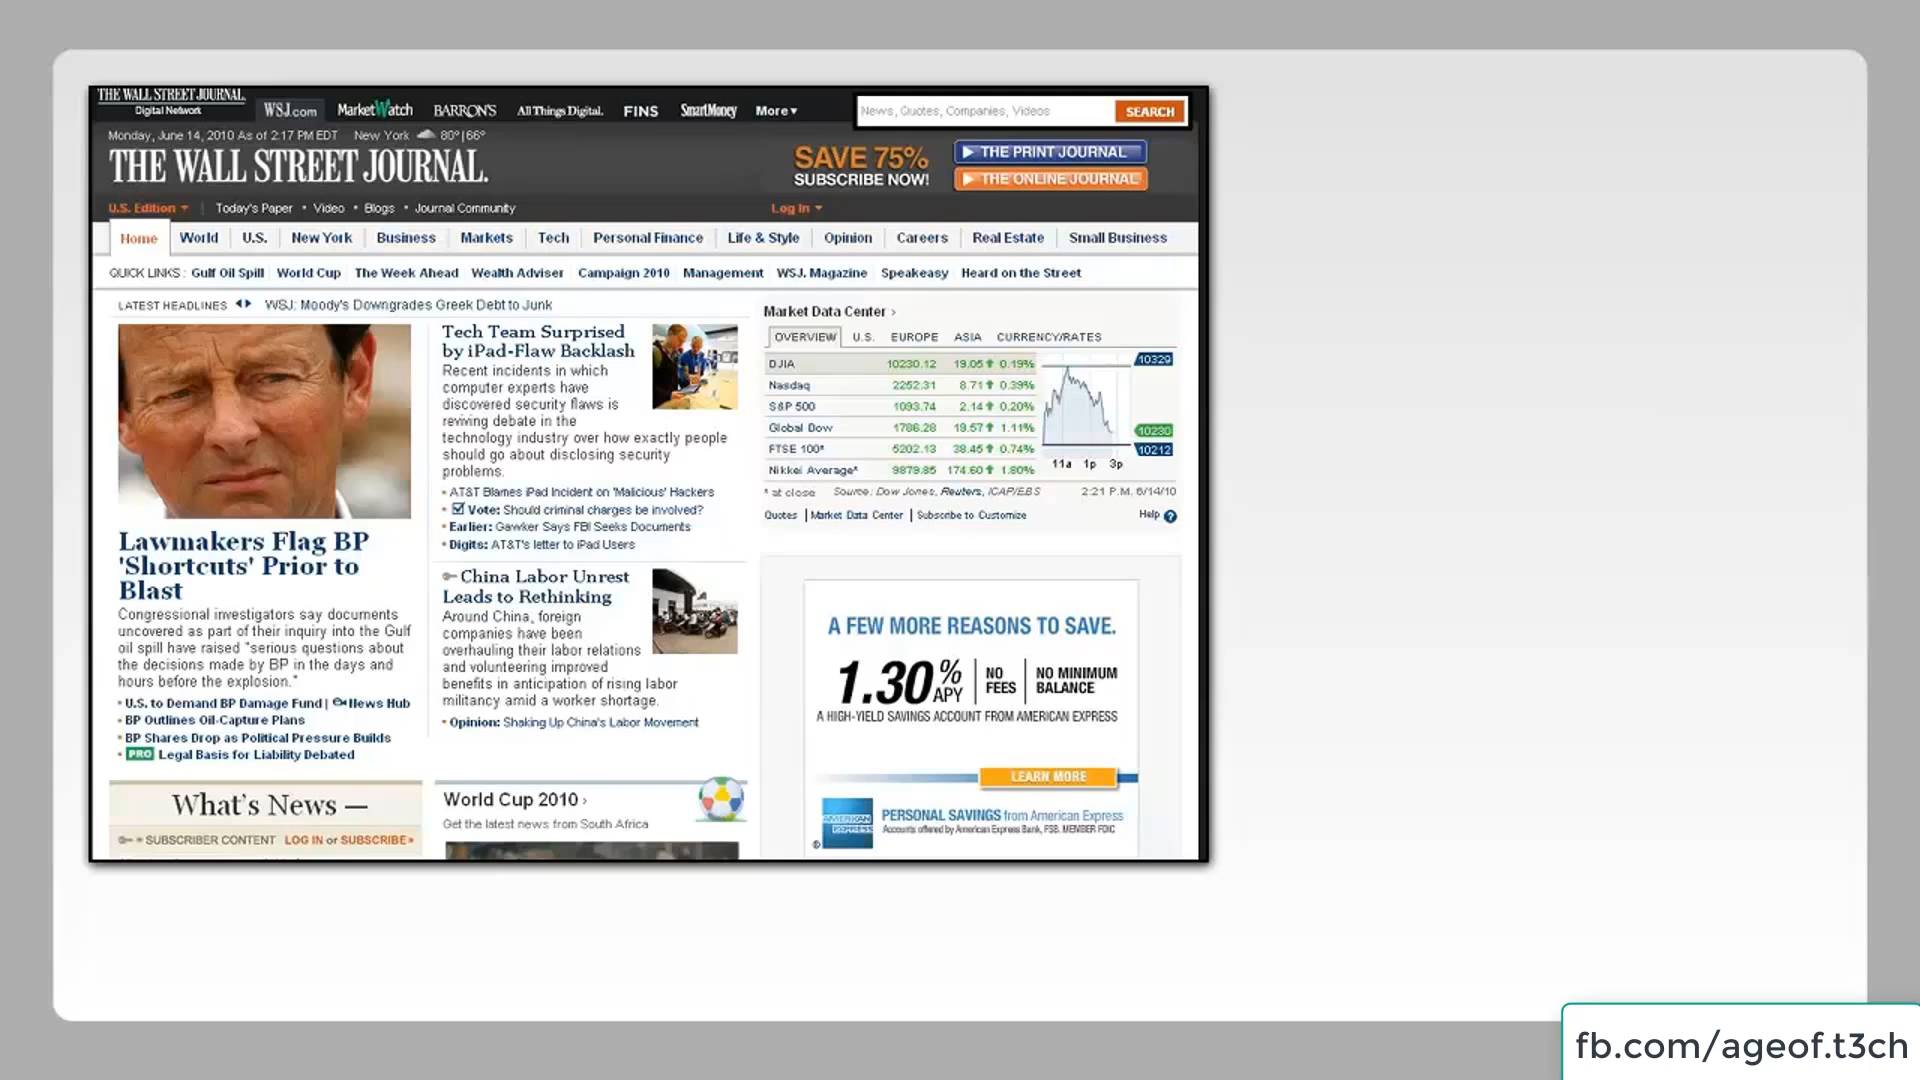 THE WALL STREET JOURNAL.
Digital Network
WSJ.com MarketWatch BARRON'S All Things Digital. FINS SmartMoney More
News, Quotes, Companies, Videos SEARCH
Monday, June 14, 2010 As of 2:17 PM EDT New York 80º|66º
THE WALL STREET JOURNAL.
SAVE 75%
SUBSCRIBE NOW!
THE PRINT JOURNAL
THE ONLINE JOURNAL
U.S. Edition | Today's Paper • Video • Blogs • Journal Community
Log In
Home World U.S. New York Business Markets Tech Personal Finance Life & Style Opinion Careers Real Estate Small Business
QUICK LINKS: Gulf Oil Spill World Cup The Week Ahead Wealth Adviser Campaign 2010 Management WSJ. Magazine Speakeasy Heard on the Street
LATEST HEADLINES WSJ: Moody's Downgrades Greek Debt to Junk
Lawmakers Flag BP
'Shortcuts' Prior to
Blast
Congressional investigators say documents
uncovered as part of their inquiry into the Gulf
oil spill have raised "serious questions about
the decisions made by BP in the days and
hours before the explosion."
• U.S. to Demand BP Damage Fund | News Hub
• BP Outlines Oil-Capture Plans
• BP Shares Drop as Political Pressure Builds
• PRO Legal Basis for Liability Debated
What's News —
= SUBSCRIBER CONTENT LOG IN or SUBSCRIBE »
Tech Team Surprised
by iPad-Flaw Backlash
Recent incidents in which
computer experts have
discovered security flaws is
reviving debate in the
technology industry over how exactly people
should go about disclosing security
problems.
• AT&T Blames iPad Incident on 'Malicious' Hackers
• Vote: Should criminal charges be involved?
• Earlier: Gawker Says FBI Seeks Documents
• Digits: AT&T's letter to iPad Users
China Labor Unrest
Leads to Rethinking
Around China, foreign
companies have been
overhauling their labor relations
and volunteering improved
benefits in anticipation of rising labor
militancy amid a worker shortage.
• Opinion: Shaking Up China's Labor Movement
World Cup 2010 ›
Get the latest news from South Africa
Market Data Center ›
OVERVIEW U.S. EUROPE ASIA CURRENCY/RATES
DJIA 10230.12 19.05 0.19%
Nasdaq 2252.31 8.71 0.39%
S&P 500 1093.74 2.14 0.20%
Global Dow 1786.28 19.57 1.11%
FTSE 100* 5202.13 38.45 0.74%
Nikkei Average* 9879.85 174.60 1.80%
10329
10230
10212
11a 1p 3p
* at close Source: Dow Jones, Reuters, ICAP/EBS 2:21 P.M. 6/14/10
Quotes | Market Data Center | Subscribe to Customize Help ?
A FEW MORE REASONS TO SAVE.
1.30% APY | NO FEES | NO MINIMUM BALANCE
A HIGH-YIELD SAVINGS ACCOUNT FROM AMERICAN EXPRESS
LEARN MORE
AMERICAN EXPRESS ®
PERSONAL SAVINGS from American Express
Accounts offered by American Express Bank, FSB. MEMBER FDIC
fb.com/ageof.t3ch